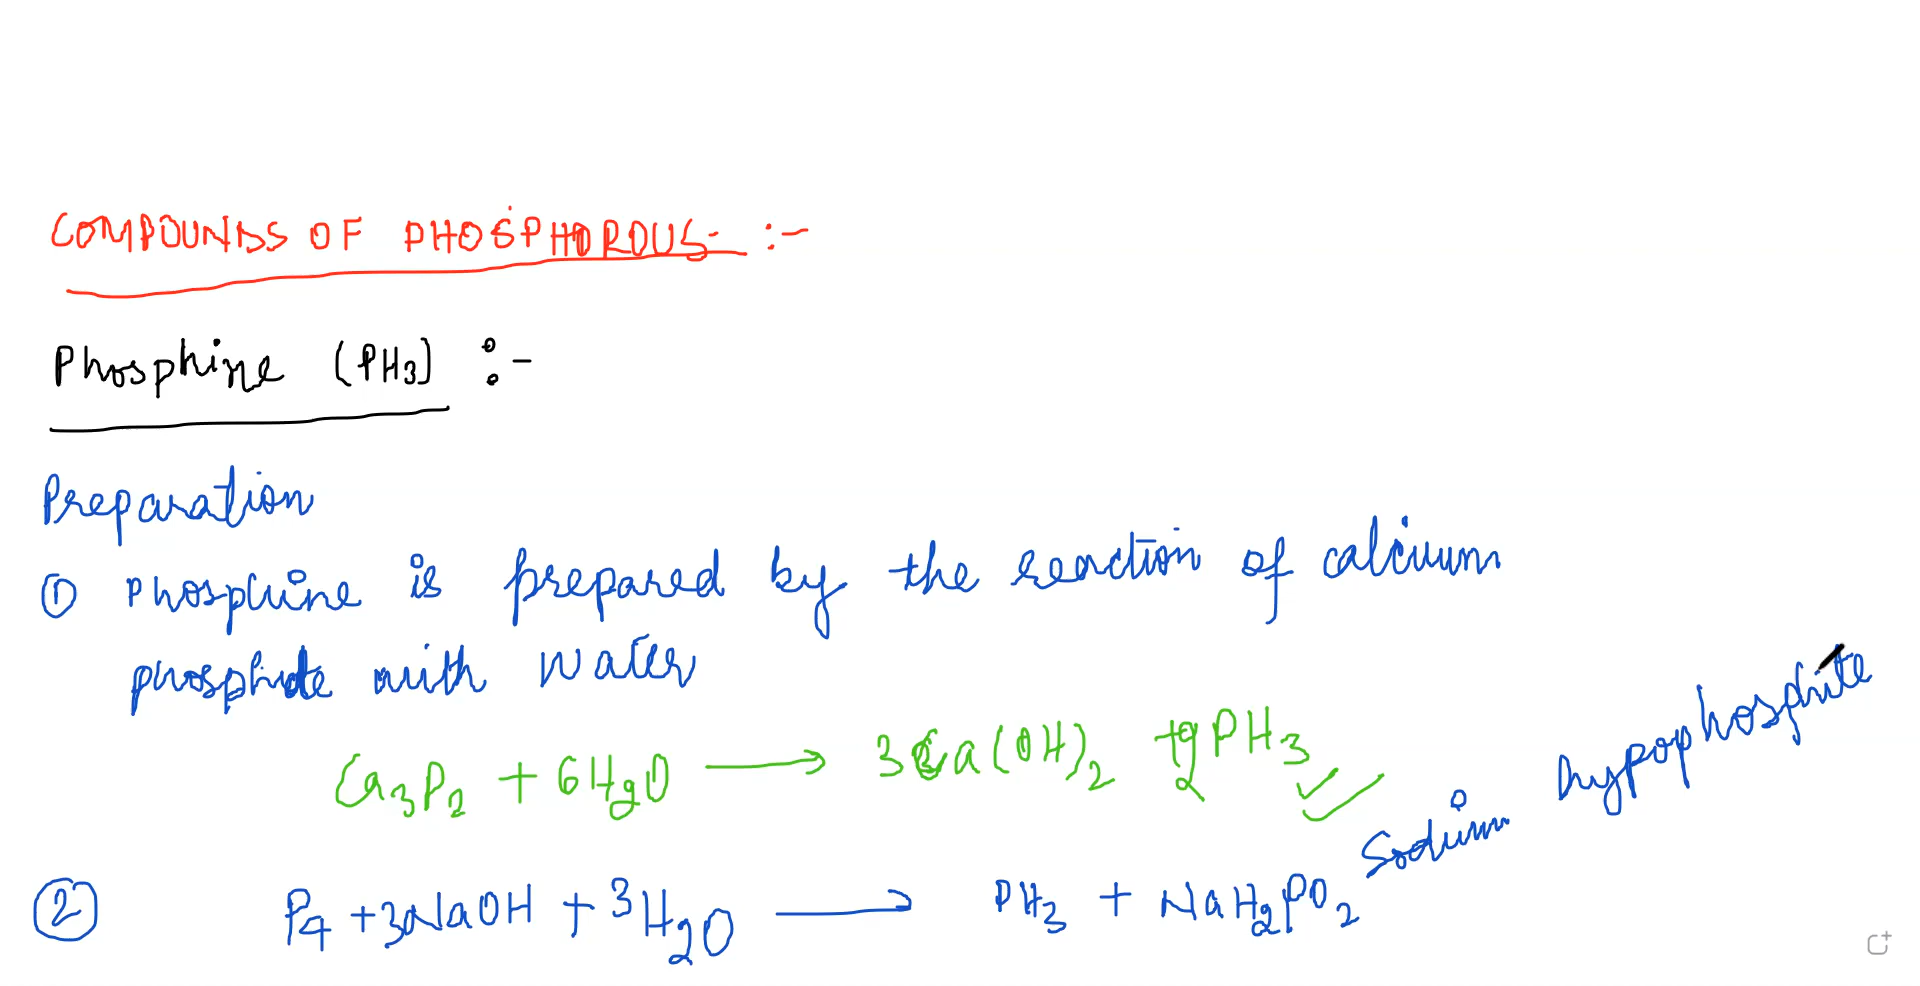 COMPOUNDS OF PHOSPHOROUS :-
Phosphine (PH3) :-
Preparation
① Phosphine is prepared by the reaction of calcium
phosphide with water
Ca3P2 + 6H2O → 3Ca(OH)2 + 2PH3 ✓✓
② P4 + 3NaOH + 3H2O → PH3 + NaH2PO2 Sodium hypophosphite